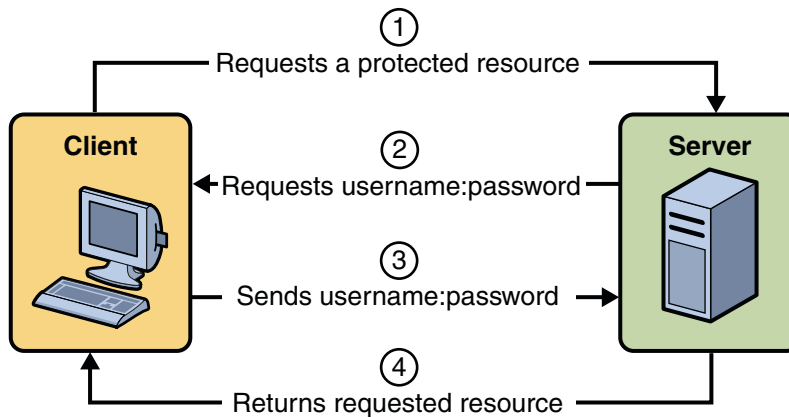 1
Requests a protected resource
Client
Server
2
Requests username:password
3
Sends username:password
4
Returns requested resource